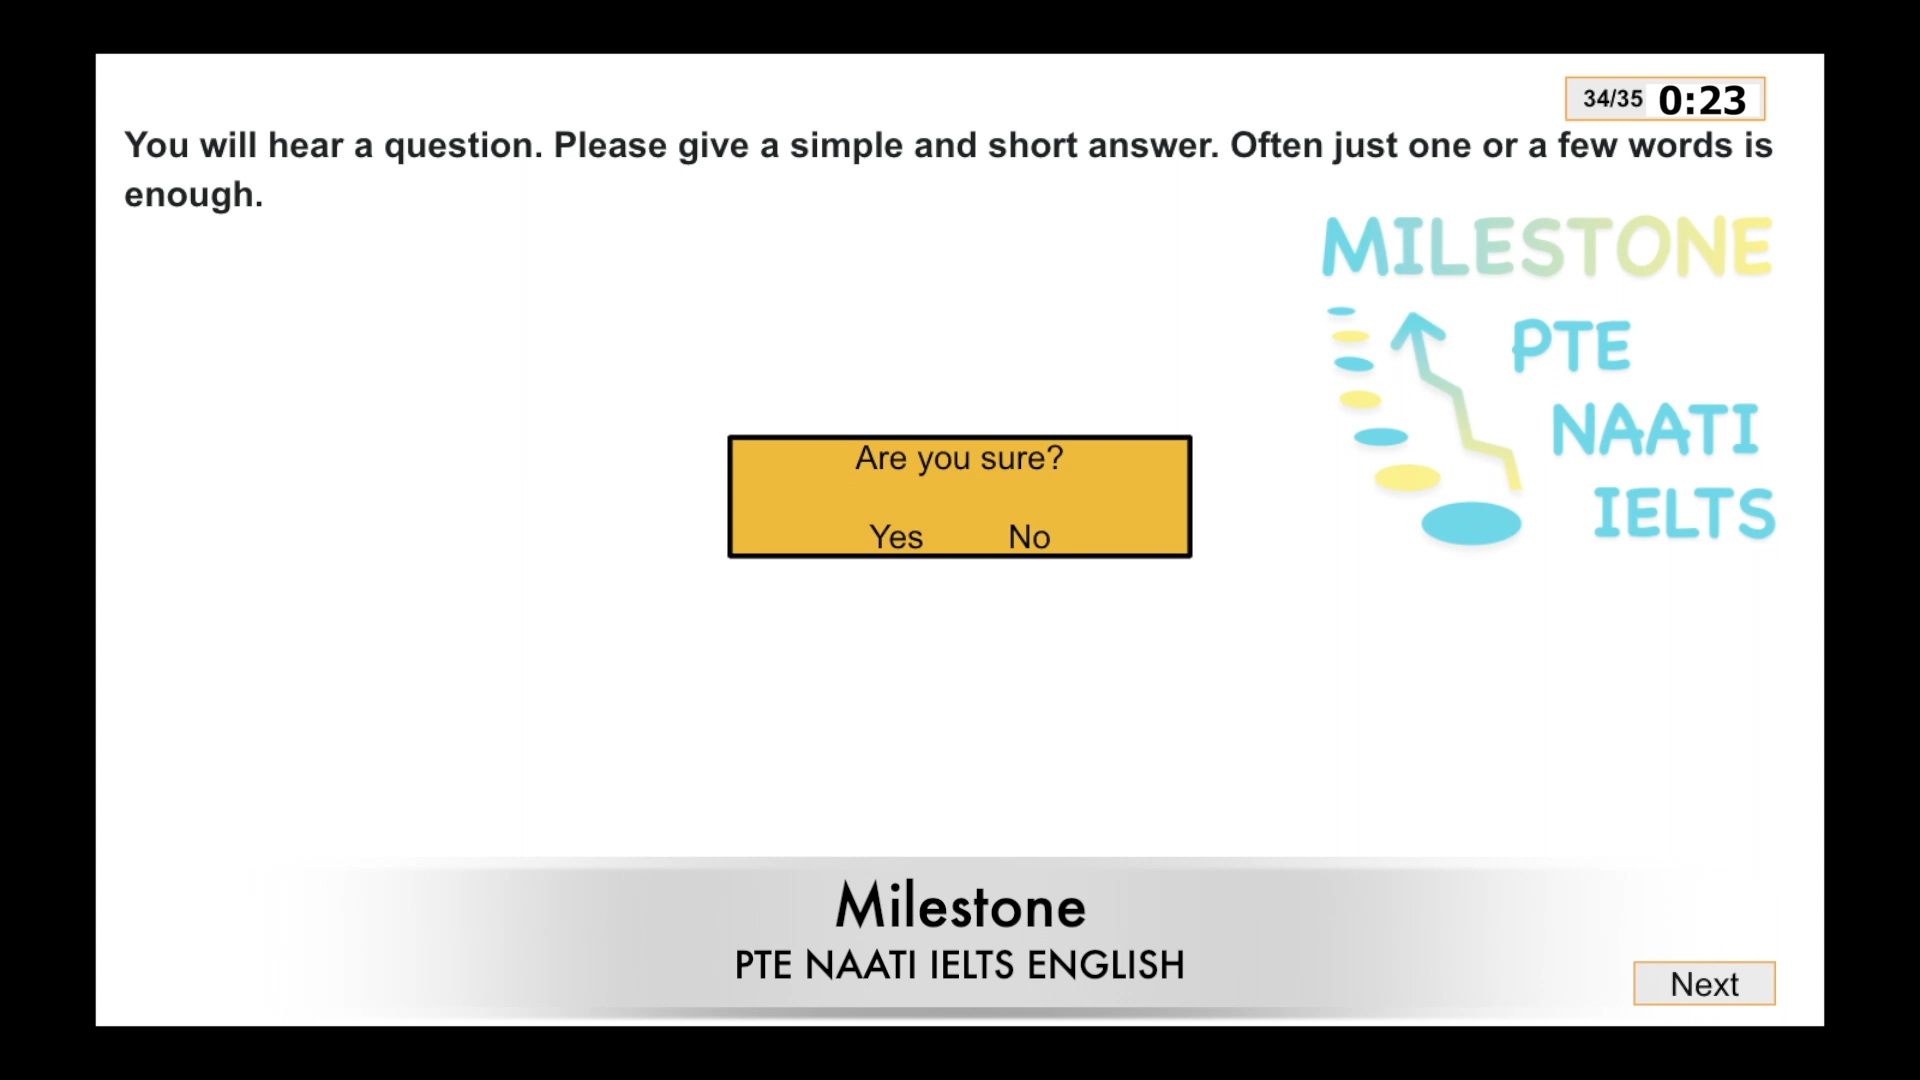 34/35 0:23
You will hear a question. Please give a simple and short answer. Often just one or a few words is
enough.
MILESTONE
PTE
NAATI
IELTS
Are you sure?
Yes No
Milestone
PTE NAATI IELTS ENGLISH
Next